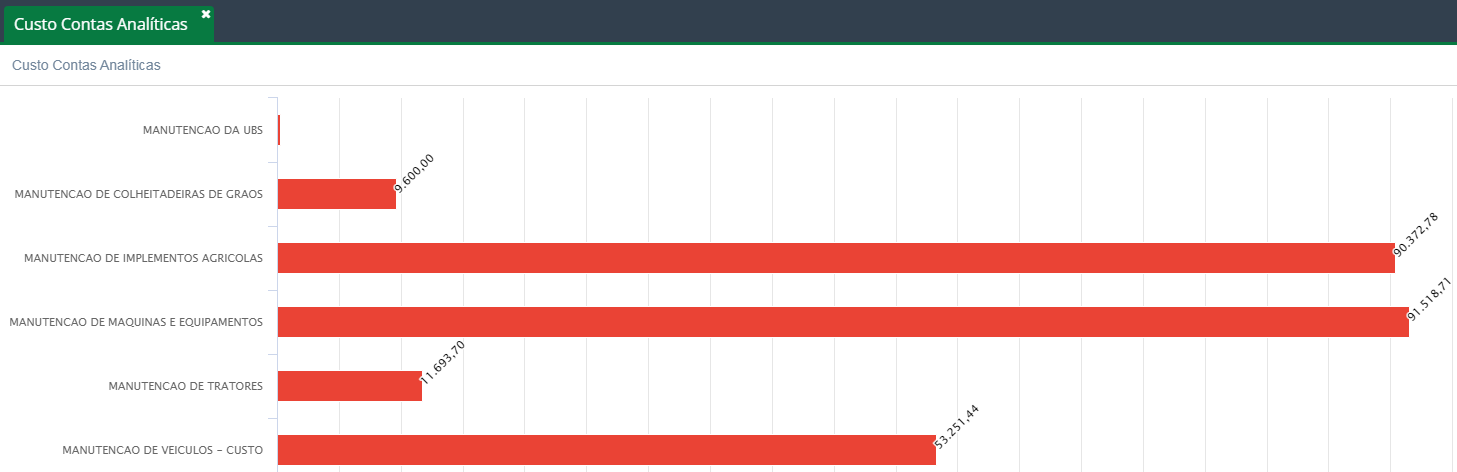 Custo Contas Analíticas
Custo Contas Analíticas
MANUTENCAO DA UBS
MANUTENCAO DE COLHEITADEIRAS DE GRAOS
9.600,00
MANUTENCAO DE IMPLEMENTOS AGRICOLAS
90.372,78
MANUTENCAO DE MAQUINAS E EQUIPAMENTOS
91.518,71
MANUTENCAO DE TRATORES
11.693,70
MANUTENCAO DE VEICULOS - CUSTO
53.251,44